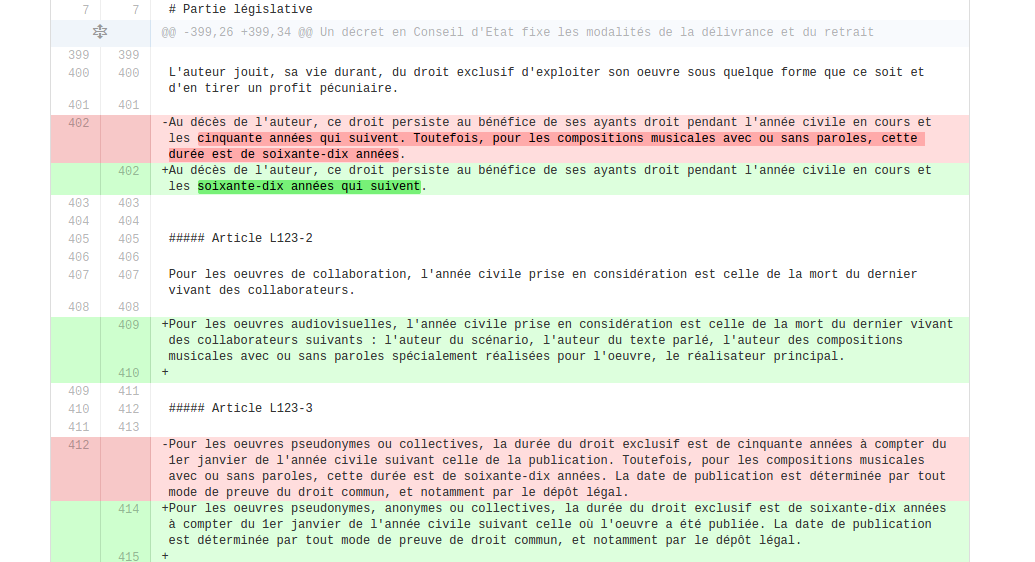 7 7 # Partie législative
@@ -399,26 +399,34 @@ Un décret en Conseil d'Etat fixe les modalités de la délivrance et du retrait
399 399
400 400 L'auteur jouit, sa vie durant, du droit exclusif d'exploiter son oeuvre sous quelque forme que ce soit et
d'en tirer un profit pécuniaire.
401 401
402 -Au décès de l'auteur, ce droit persiste au bénéfice de ses ayants droit pendant l'année civile en cours et
les cinquante années qui suivent. Toutefois, pour les compositions musicales avec ou sans paroles, cette
durée est de soixante-dix années.
402 +Au décès de l'auteur, ce droit persiste au bénéfice de ses ayants droit pendant l'année civile en cours et
les soixante-dix années qui suivent.
403 403
404 404
405 405 ##### Article L123-2
406 406
407 407 Pour les oeuvres de collaboration, l'année civile prise en considération est celle de la mort du dernier
vivant des collaborateurs.
408 408
409 +Pour les oeuvres audiovisuelles, l'année civile prise en considération est celle de la mort du dernier vivant
des collaborateurs suivants : l'auteur du scénario, l'auteur du texte parlé, l'auteur des compositions
musicales avec ou sans paroles spécialement réalisées pour l'oeuvre, le réalisateur principal.
410 +
409 411
410 412 ##### Article L123-3
411 413
412 -Pour les oeuvres pseudonymes ou collectives, la durée du droit exclusif est de cinquante années à compter du
1er janvier de l'année civile suivant celle de la publication. Toutefois, pour les compositions musicales
avec ou sans paroles, cette durée est de soixante-dix années. La date de publication est déterminée par tout
mode de preuve du droit commun, et notamment par le dépôt légal.
414 +Pour les oeuvres pseudonymes, anonymes ou collectives, la durée du droit exclusif est de soixante-dix années
à compter du 1er janvier de l'année civile suivant celle où l'oeuvre a été publiée. La date de publication
est déterminée par tout mode de preuve de droit commun, et notamment par le dépôt légal.
415 +